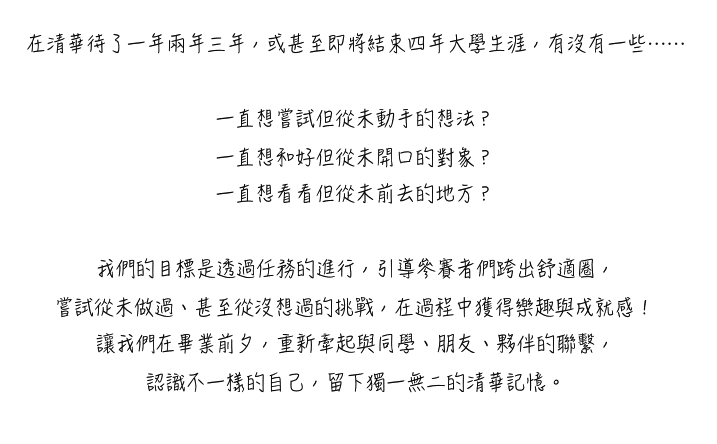 在清華待了一年兩年三年，或甚至即將結束四年大學生涯，有沒有一些⋯⋯
一直想嘗試但從未動手的想法？
一直想和好但從未開口的對象？
一直想看看但從未前去的地方？
我們的目標是透過任務的進行，引導參賽者們跨出舒適圈，
嘗試從未做過、甚至從沒想過的挑戰，在過程中獲得樂趣與成就感！
讓我們在畢業前夕，重新牽起與同學、朋友、夥伴的聯繫，
認識不一樣的自己，留下獨一無二的清華記憶。